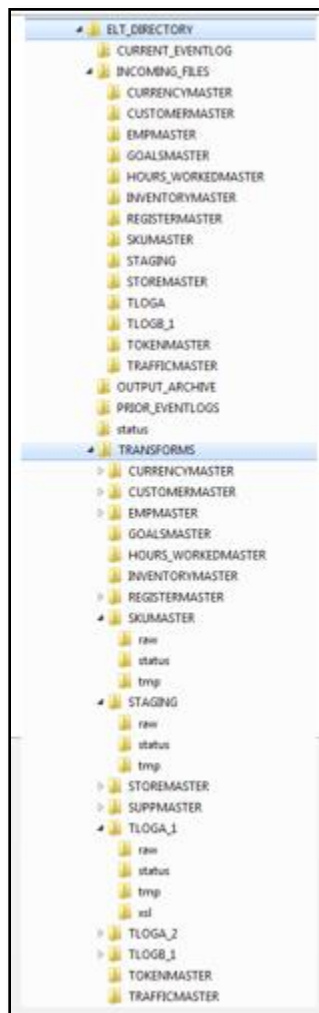 ELT_DIRECTORY
CURRENT_EVENTLOG
INCOMING_FILES
CURRENCYMASTER
CUSTOMERMASTER
EMPMASTER
GOALSMASTER
HOURS_WORKEDMASTER
INVENTORYMASTER
REGISTERMASTER
SKUMASTER
STAGING
STOREMASTER
TLOGA
TLOGB_1
TOKENMASTER
TRAFFICMASTER
OUTPUT_ARCHIVE
PRIOR_EVENTLOGS
status
TRANSFORMS
CURRENCYMASTER
CUSTOMERMASTER
EMPMASTER
GOALSMASTER
HOURS_WORKEDMASTER
INVENTORYMASTER
REGISTERMASTER
SKUMASTER
raw
status
tmp
STAGING
raw
status
tmp
STOREMASTER
SUPPMASTER
TLOGA_1
raw
status
tmp
xsl
TLOGA_2
TLOGB_1
TOKENMASTER
TRAFFICMASTER